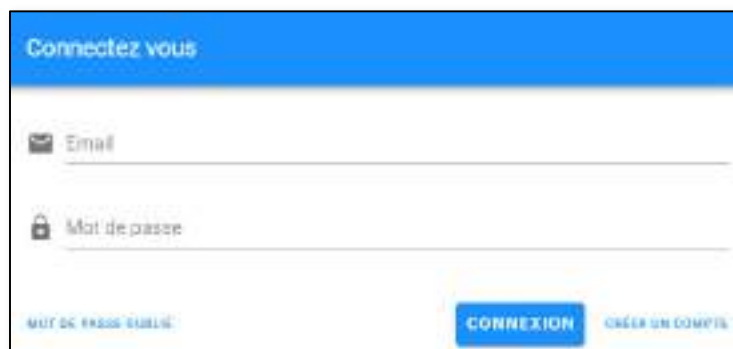 Connectez vous
Email
Mot de passe
MOT DE PASSE OUBLIÉ CONNEXION CRÉER UN COMPTE